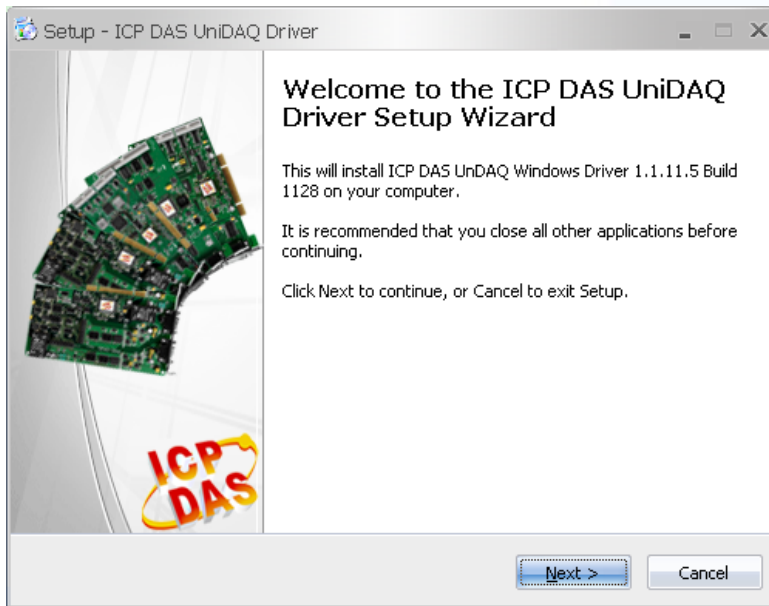 Setup - ICP DAS UniDAQ Driver
Welcome to the ICP DAS UniDAQ
Driver Setup Wizard
This will install ICP DAS UnDAQ Windows Driver 1.1.11.5 Build
1128 on your computer.
It is recommended that you close all other applications before
continuing.
Click Next to continue, or Cancel to exit Setup.
ICP
DAS
Next >
Cancel